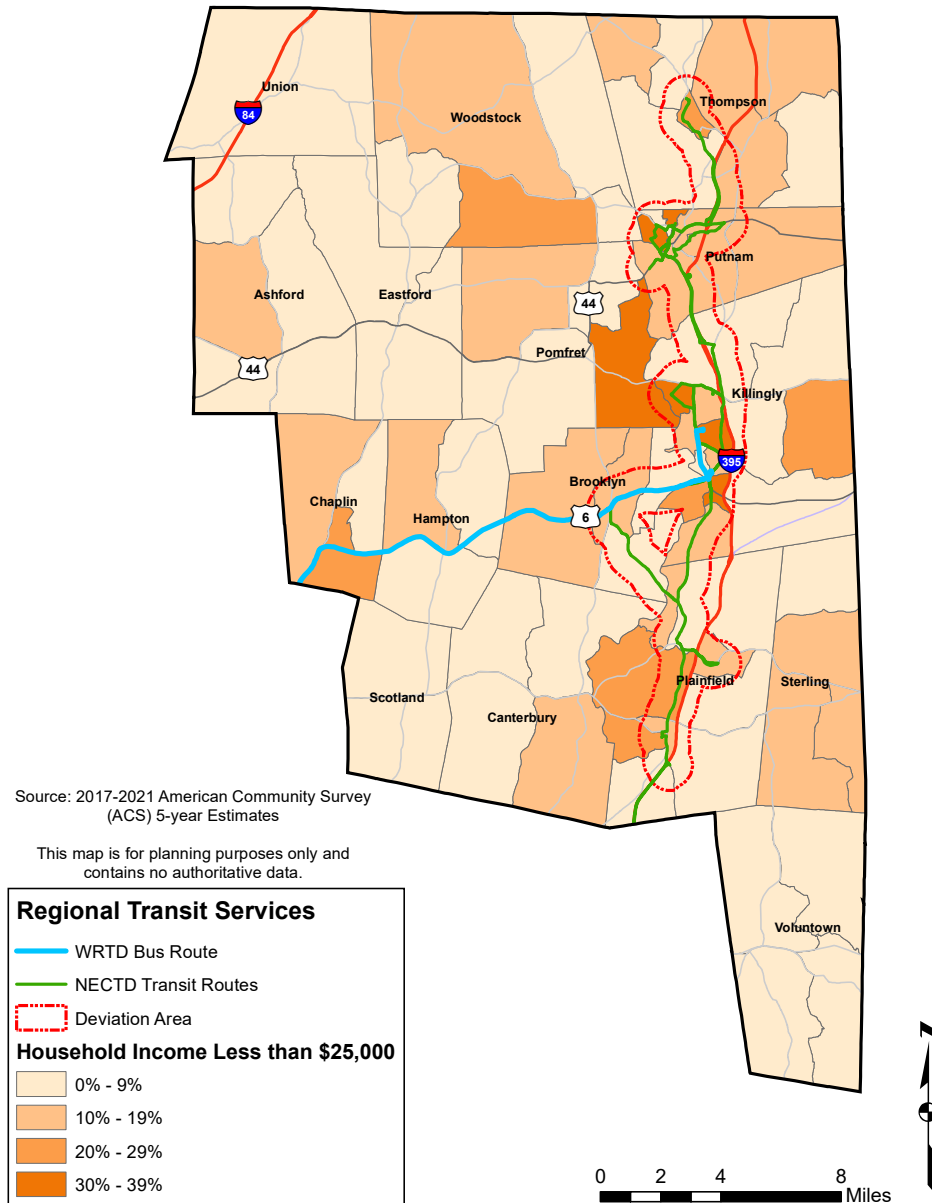 Union
84
Woodstock
Thompson
Putnam
Ashford
Eastford
44
Pomfret
44
Killingly
395
Brooklyn
Chaplin
Hampton
6
Plainfield
Sterling
Scotland
Canterbury
Voluntown
Source: 2017-2021 American Community Survey
(ACS) 5-year Estimates
This map is for planning purposes only and
contains no authoritative data.
Regional Transit Services
WRTD Bus Route
NECTD Transit Routes
Deviation Area
Household Income Less than $25,000
0% - 9%
10% - 19%
20% - 29%
30% - 39%
0 2 4 8
Miles